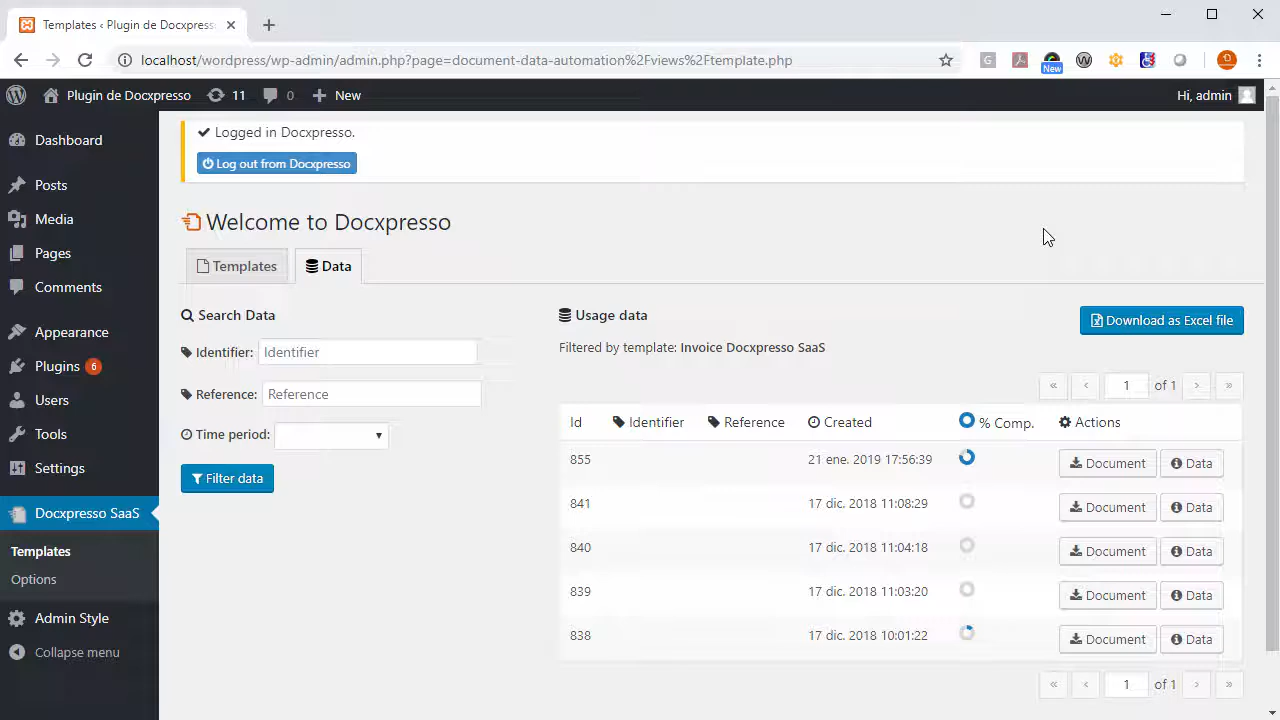 Templates ‹ Plugin de Docxpress
localhost/wordpress/wp-admin/admin.php?page=document-data-automation%2Fviews%2Ftemplate.php
New
Plugin de Docxpresso 11 0 New
Hi, admin
Dashboard
Posts
Media
Pages
Comments
Appearance
Plugins 6
Users
Tools
Settings
Docxpresso SaaS
Templates
Options
Admin Style
Collapse menu
Logged in Docxpresso.
Log out from Docxpresso
Welcome to Docxpresso
Templates Data
Search Data
Identifier: Identifier
Reference: Reference
Time period:
Filter data
Usage data
Download as Excel file
Filtered by template: Invoice Docxpresso SaaS
« ‹ 1 of 1 › »
Id Identifier Reference Created % Comp. Actions
855 21 ene. 2019 17:56:39 Document Data
841 17 dic. 2018 11:08:29 Document Data
840 17 dic. 2018 11:04:18 Document Data
839 17 dic. 2018 11:03:20 Document Data
838 17 dic. 2018 10:01:22 Document Data
« ‹ 1 of 1 › »